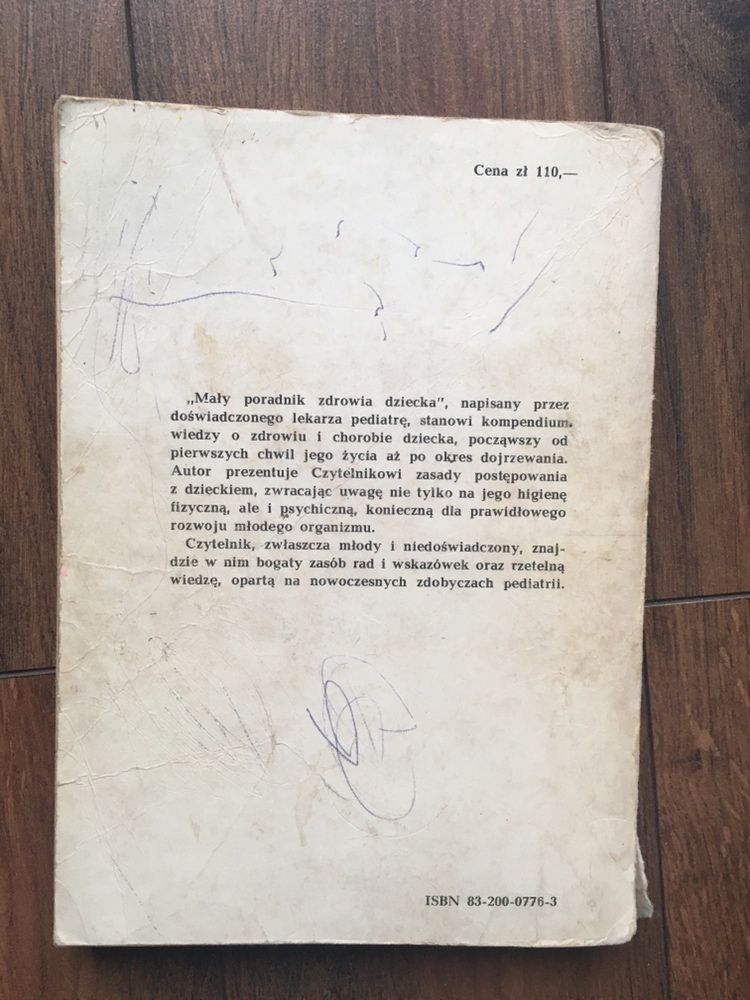 Cena zł 110,—
„Mały poradnik zdrowia dziecka”, napisany przez
doświadczonego lekarza pediatrę, stanowi kompendium
wiedzy o zdrowiu i chorobie dziecka, począwszy od
pierwszych chwil jego życia aż po okres dojrzewania.
Autor prezentuje Czytelnikowi zasady postępowania
z dzieckiem, zwracając uwagę nie tylko na jego higienę
fizyczną, ale i psychiczną, konieczną dla prawidłowego
rozwoju młodego organizmu.
Czytelnik, zwłaszcza młody i niedoświadczony, znaj-
dzie w nim bogaty zasób rad i wskazówek oraz rzetelną
wiedzę, opartą na nowoczesnych zdobyczach pediatrii.
ISBN 83-200-0776-3